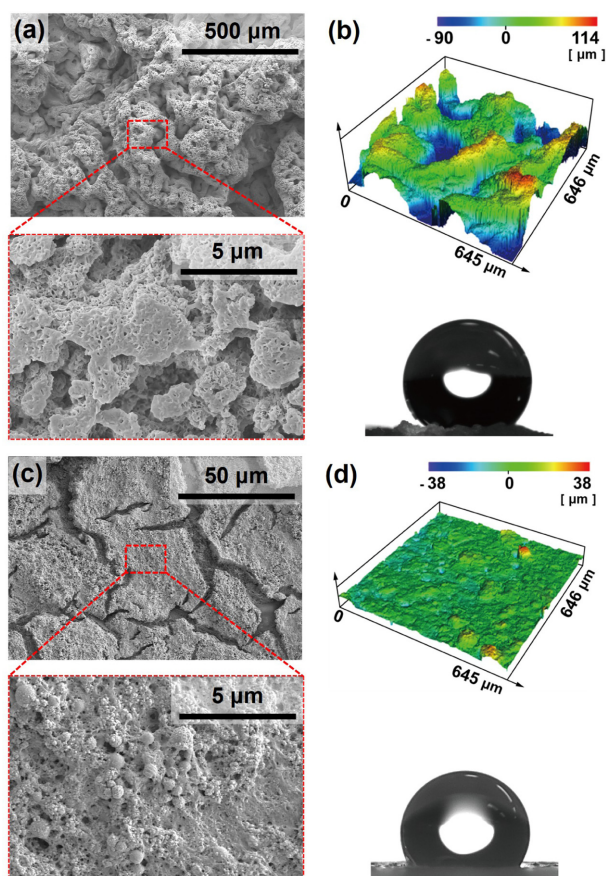 (a)
500 µm
5 µm
(b)
-90 0 114
[ µm ]
0
645 µm
646 µm
(c)
50 µm
5 µm
(d)
-38 0 38
[ µm ]
0
645 µm
646 µm